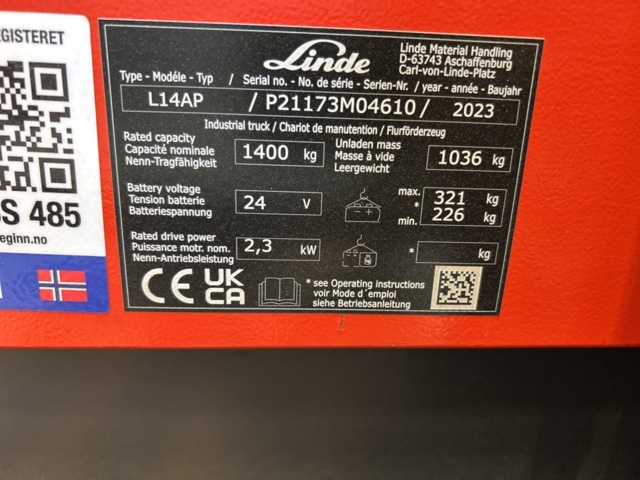 EGISTERET
S 485
eginn.no
Linde
Linde Material Handling
D-63743 Aschaffenburg
Carl-von-Linde-Platz
Type - Modéle - Typ / Serial no. - No. de série - Serien-Nr. / year - année - Baujahr
L14AP / P21173M04610 / 2023
Industrial truck / Chariot de manutention / Flurförderzeug
Rated capacity
Capacité nominale
Nenn-Tragfähigkeit
1400 kg
Unladen mass
Masse à vide
Leergewicht
1036 kg
Battery voltage
Tension batterie
Batteriespannung
24 V
- +
*
max. 321 kg
min. 226 kg
Rated drive power
Puissance motr. nom.
Nenn-Antriebsleistung
2,3 kW
* kg
CE UK
CA
* see Operating instructions
voir Mode d´emploi
siehe Betriebsanleitung